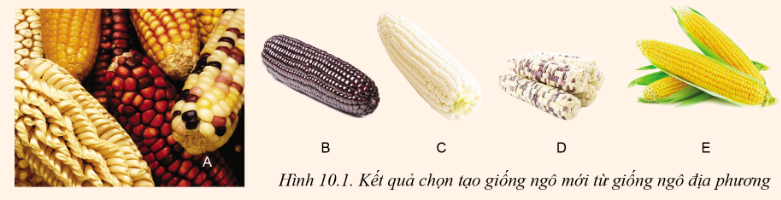 A
B C D E
Hình 10.1. Kết quả chọn tạo giống ngô mới từ giống ngô địa phương